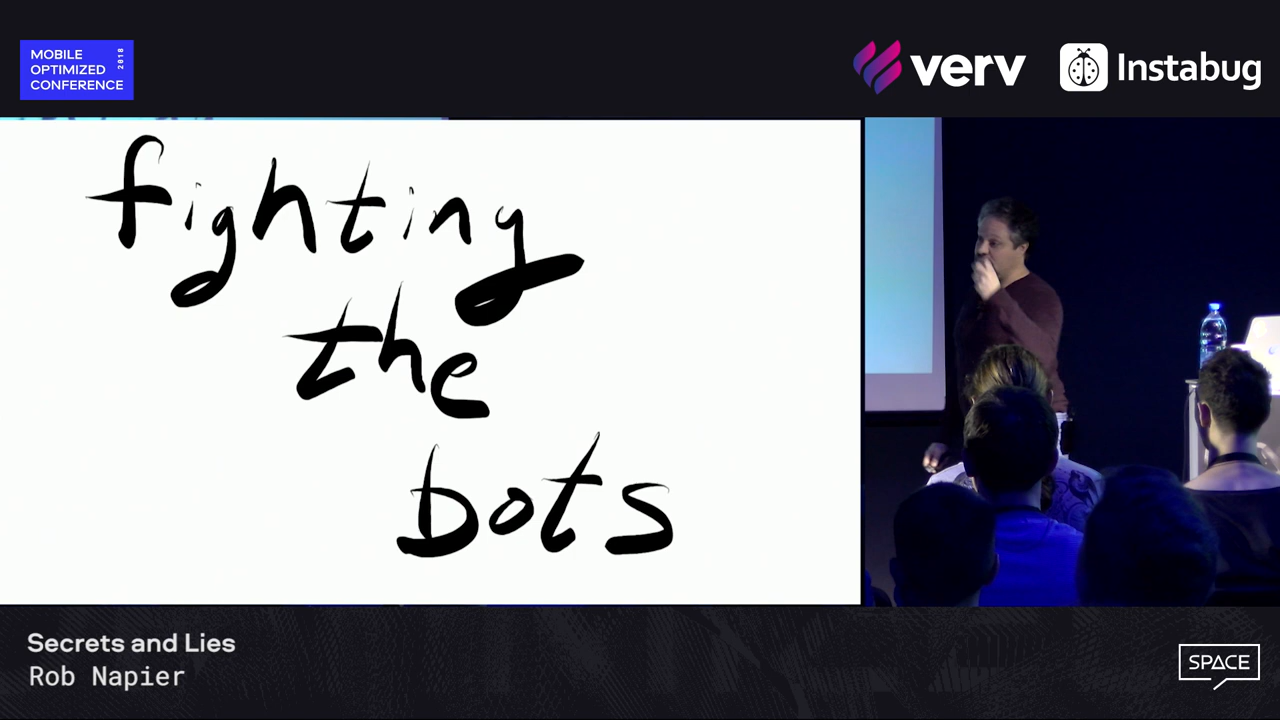 MOBILE
OPTIMIZED
CONFERENCE
2018
verv
Instabug
fighting
the
bots
Secrets and Lies
Rob Napier
SPACE